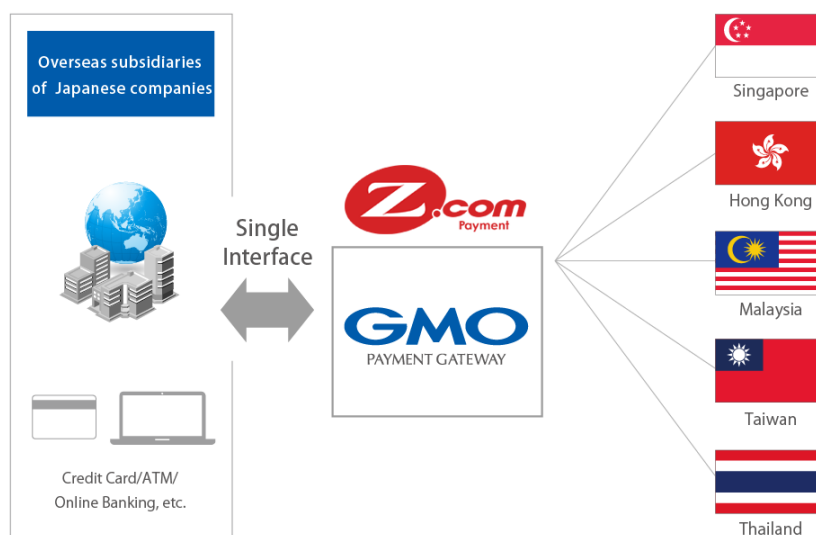 Overseas subsidiaries
of Japanese companies
Credit Card/ATM/
Online Banking, etc.
Single
Interface
Z.com
Payment
GMO
PAYMENT GATEWAY
Singapore
Hong Kong
Malaysia
Taiwan
Thailand